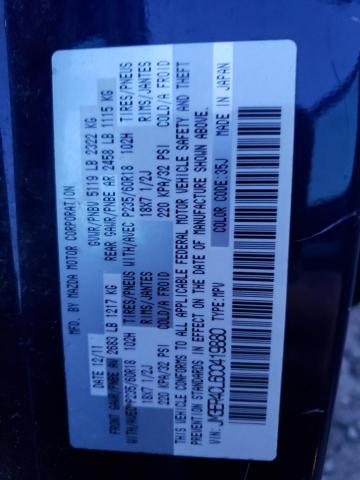 MFD. BY MAZDA MOTOR CORPORATION
DATE 12/11 GVWR/PNBV 5119 LB 2322 KG
FRONT GAWR/PNBE AV 2683 LB 1217 KG REAR GAWR/PNBE AR 2458 LB 1115 KG
WITH/AVEC P235/60R18 102H TIRES/PNEUS WITH/AVEC P235/60R18 102H TIRES/PNEUS
18X7 1/2J RIMS/JANTES 18X7 1/2J RIMS/JANTES
220 KPA/32 PSI COLD/A FROID 220 KPA/32 PSI COLD/A FROID
THIS VEHICLE CONFORMS TO ALL APPLICABLE FEDERAL MOTOR VEHICLE SAFETY AND THEFT
PREVENTION STANDARDS IN EFFECT ON THE DATE OF MANUFACTURE SHOWN ABOVE.
VIN: TYPE:MPV COLOR CODE:35J MADE IN JAPAN